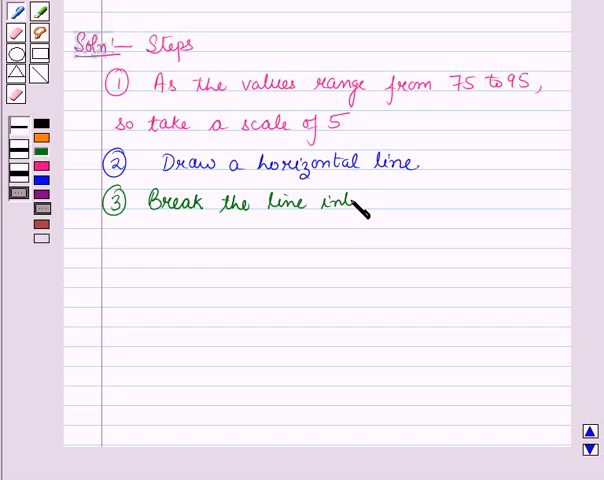 Soln:- Steps
① As the values range from 75 to 95,
so take a scale of 5
② Draw a horizontal line
③ Break the line int